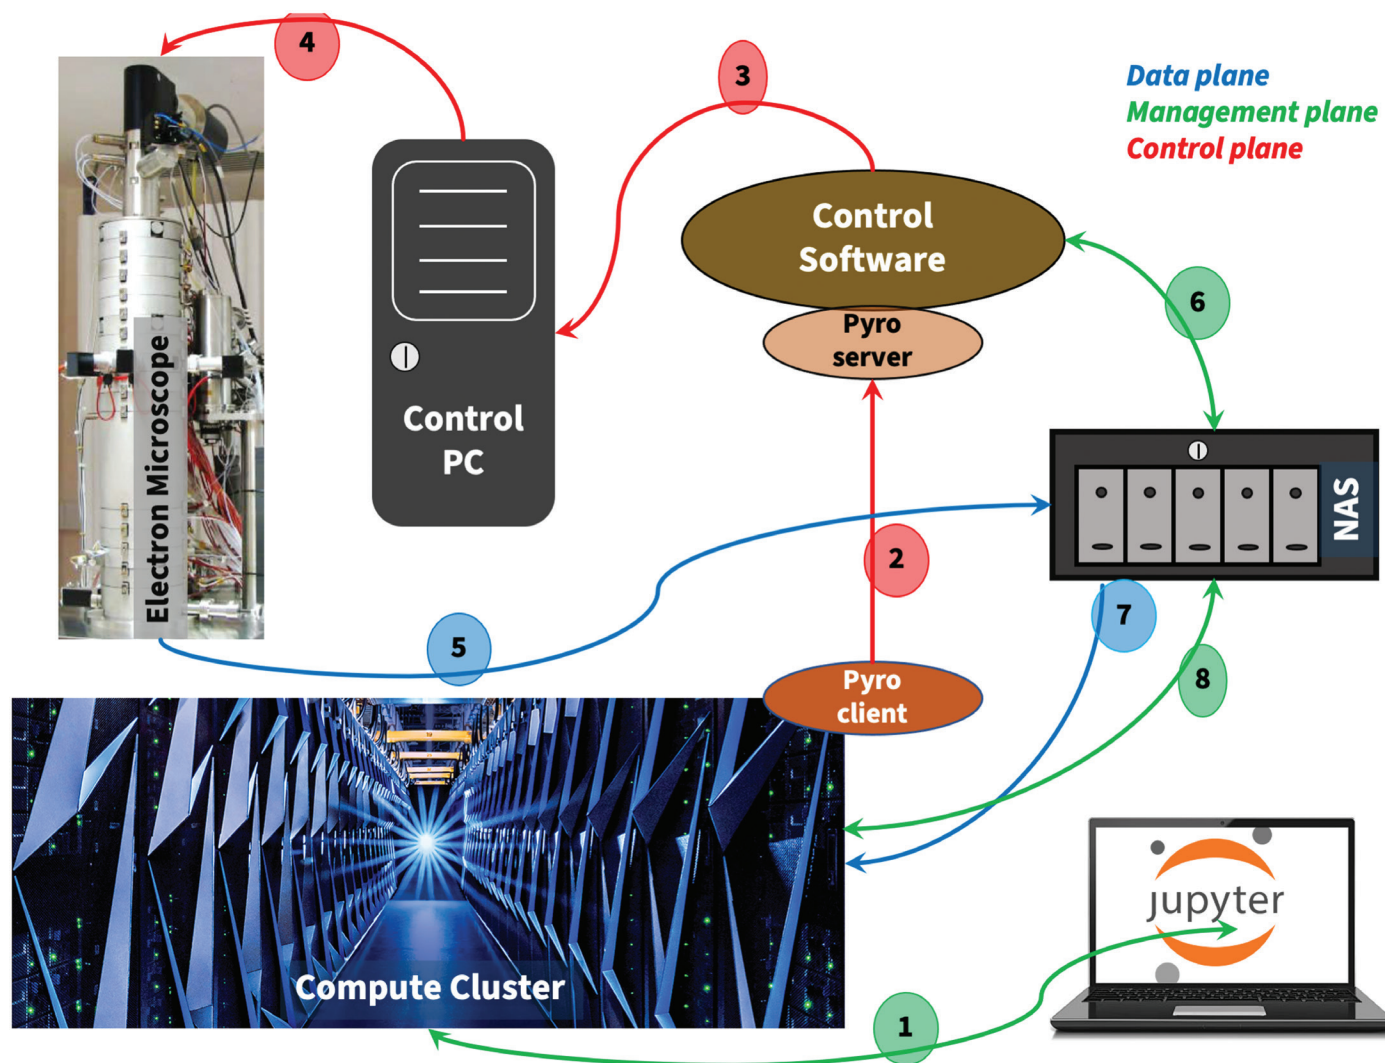 4
3
Data plane
Management plane
Control plane
Control
Software
6
Pyro
server
Electron Microscope
Control
PC
NAS
2
7
5
8
Pyro
client
jupyter
Compute Cluster
1